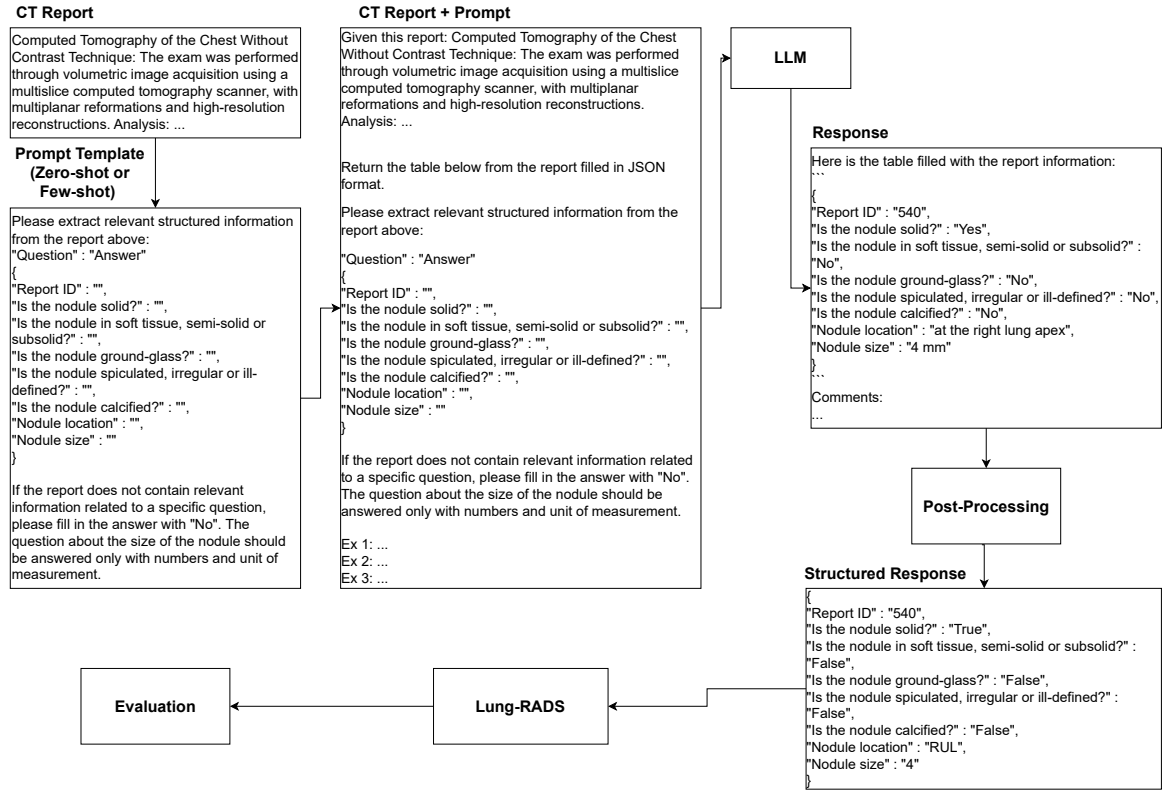 CT Report
Computed Tomography of the Chest Without
Contrast Technique: The exam was performed
through volumetric image acquisition using a
multislice computed tomography scanner, with
multiplanar reformations and high-resolution
reconstructions. Analysis: ...
Prompt Template
(Zero-shot or
Few-shot)
Please extract relevant structured information
from the report above:
"Question" : "Answer"
{
"Report ID" : "",
"Is the nodule solid?" : "",
"Is the nodule in soft tissue, semi-solid or
subsolid?" : "",
"Is the nodule ground-glass?" : "",
"Is the nodule spiculated, irregular or ill-
defined?" : "",
"Is the nodule calcified?" : "",
"Nodule location" : "",
"Nodule size" : ""
}
If the report does not contain relevant
information related to a specific question,
please fill in the answer with "No". The
question about the size of the nodule should
be answered only with numbers and unit of
measurement.
CT Report + Prompt
Given this report: Computed Tomography of the Chest
Without Contrast Technique: The exam was performed
through volumetric image acquisition using a multislice
computed tomography scanner, with multiplanar
reformations and high-resolution reconstructions.
Analysis: ...
Return the table below from the report filled in JSON
format.
Please extract relevant structured information from the
report above:
"Question" : "Answer"
{
"Report ID" : "",
"Is the nodule solid?" : "",
"Is the nodule in soft tissue, semi-solid or subsolid?" : "",
"Is the nodule ground-glass?" : "",
"Is the nodule spiculated, irregular or ill-defined?" : "",
"Is the nodule calcified?" : "",
"Nodule location" : "",
"Nodule size" : ""
}
If the report does not contain relevant information related
to a specific question, please fill in the answer with "No".
The question about the size of the nodule should be
answered only with numbers and unit of measurement.
Ex 1: ...
Ex 2: ...
Ex 3: ...
LLM
Response
Here is the table filled with the report information:
```
{
"Report ID" : "540",
"Is the nodule solid?" : "Yes",
"Is the nodule in soft tissue, semi-solid or subsolid?" :
"No",
"Is the nodule ground-glass?" : "No",
"Is the nodule spiculated, irregular or ill-defined?" : "No",
"Is the nodule calcified?" : "No",
"Nodule location" : "at the right lung apex",
"Nodule size" : "4 mm"
}
```
Comments:
...
Post-Processing
Structured Response
{
"Report ID" : "540",
"Is the nodule solid?" : "True",
"Is the nodule in soft tissue, semi-solid or subsolid?" :
"False",
"Is the nodule ground-glass?" : "False",
"Is the nodule spiculated, irregular or ill-defined?" :
"False",
"Is the nodule calcified?" : "False",
"Nodule location" : "RUL",
"Nodule size" : "4"
}
Lung-RADS
Evaluation